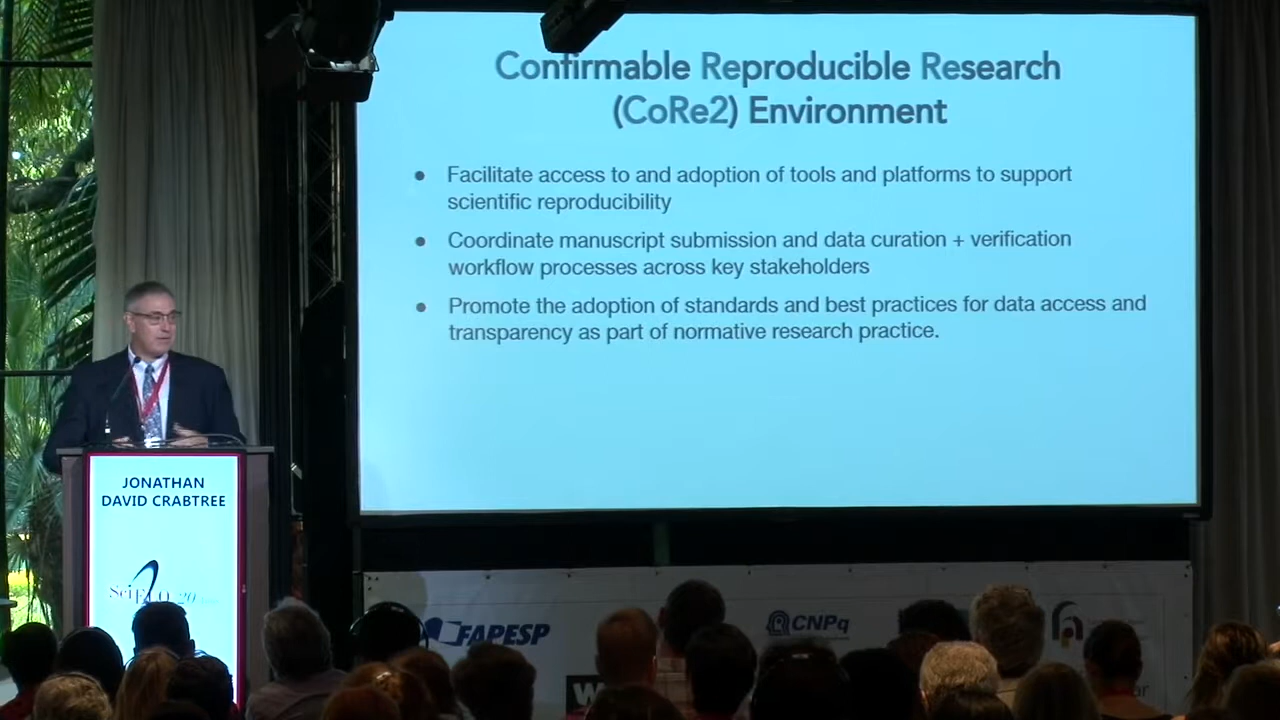 Confirmable Reproducible Research
(CoRe2) Environment
● Facilitate access to and adoption of tools and platforms to support
scientific reproducibility
● Coordinate manuscript submission and data curation + verification
workflow processes across key stakeholders
● Promote the adoption of standards and best practices for data access and
transparency as part of normative research practice.
JONATHAN
DAVID CRABTREE
SciELO 20
FAPESP
CNPq